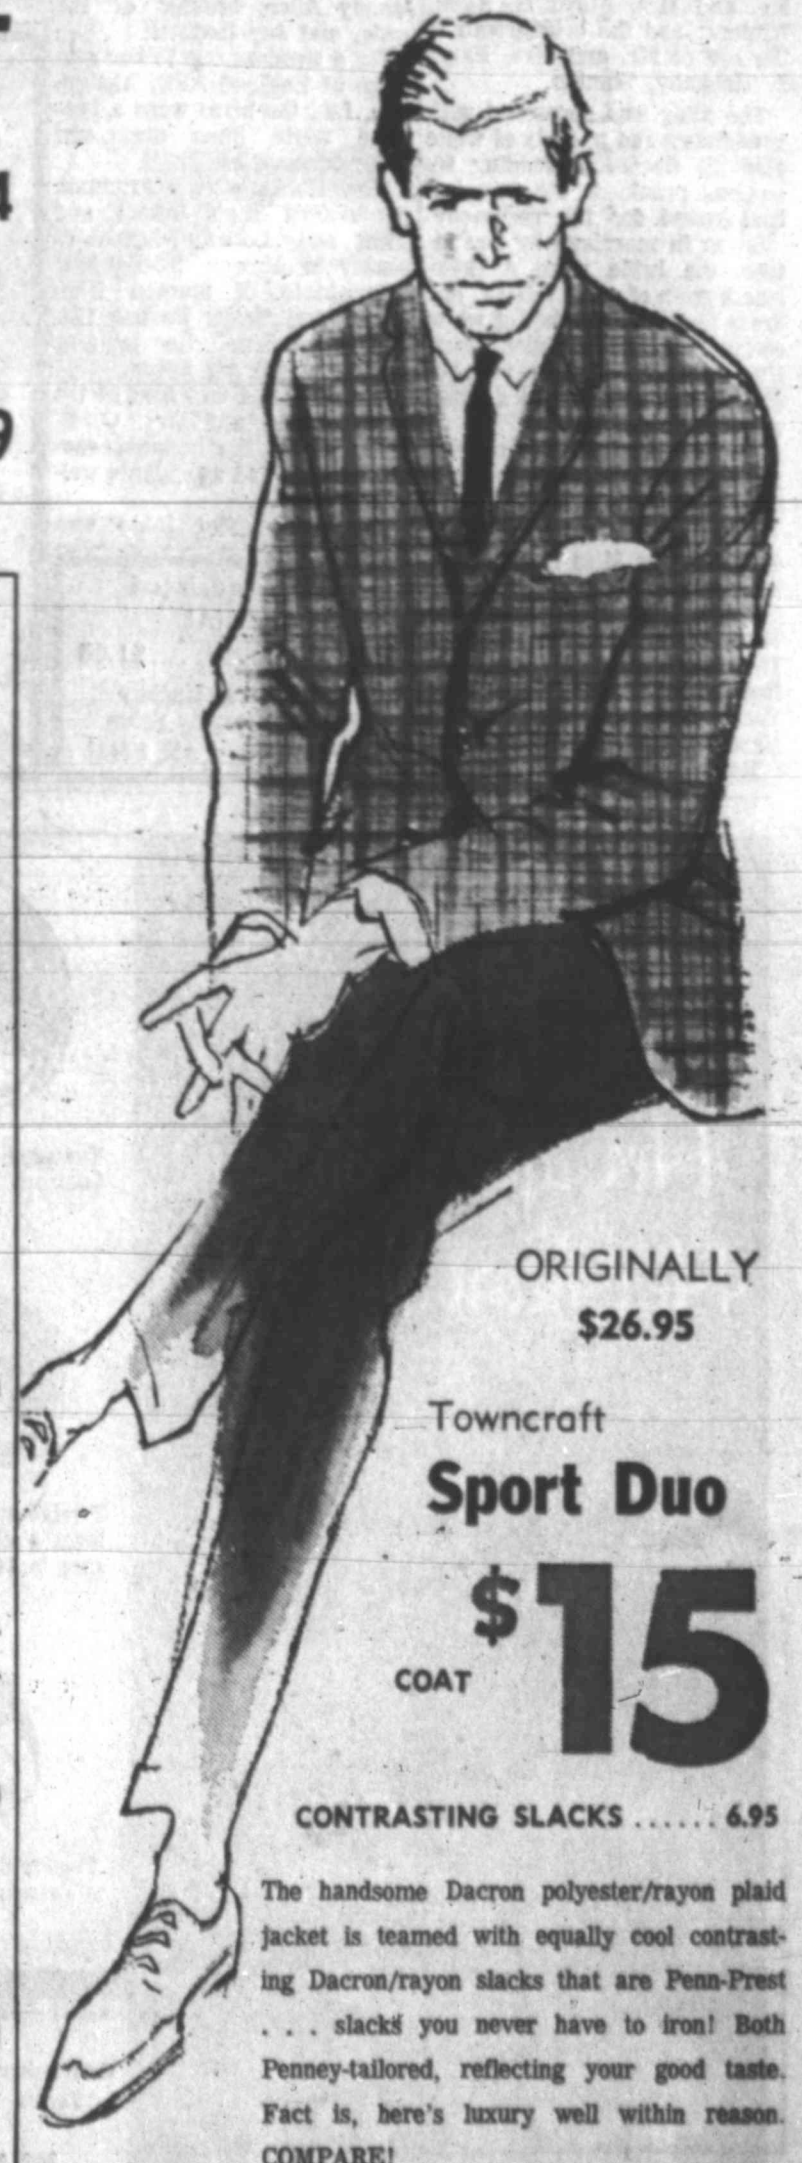 4
9
ORIGINALLY
$26.95
Towncraft
Sport Duo
$15
COAT
CONTRASTING SLACKS ...... 6.95
The handsome Dacron polyester/rayon plaid
jacket is teamed with equally cool contrast-
ing Dacron/rayon slacks that are Penn-Prest
. . . slacks you never have to iron! Both
Penney-tailored, reflecting your good taste.
Fact is, here's luxury well within reason.
COMPARE!